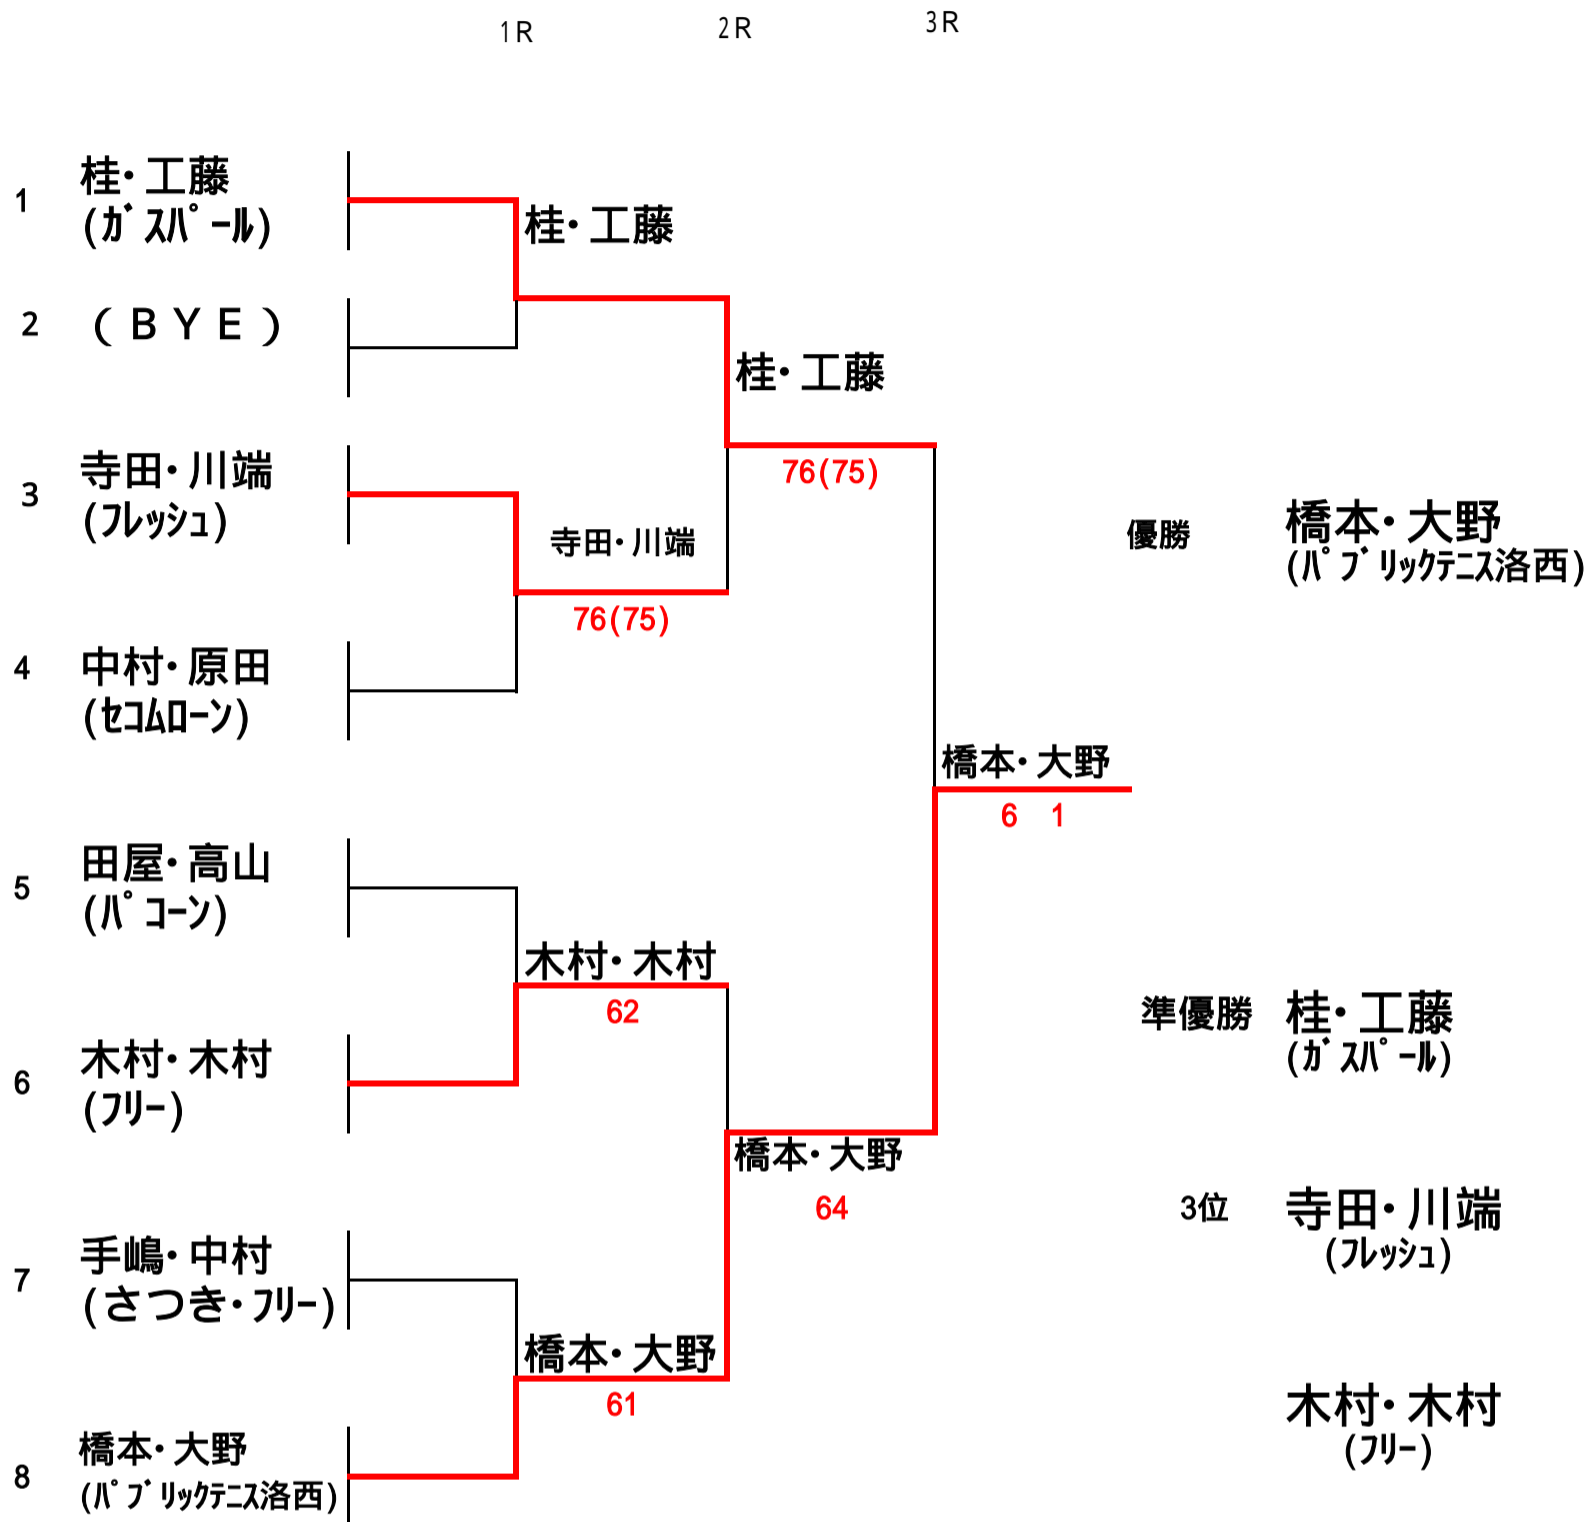 1R 2R 3R
1 桂・工藤
(ガスパール)
桂・工藤
2 (BYE)
桂・工藤
76(75)
3 寺田・川端
(フレッシュ)
寺田・川端
76(75)
優勝 橋本・大野
(パブリックテニス洛西)
4 中村・原田
(セコムローン)
橋本・大野
6 1
5 田屋・高山
(パコーン)
木村・木村
62
準優勝 桂・工藤
(ガスパール)
6 木村・木村
(フリー)
橋本・大野
64
3位 寺田・川端
(フレッシュ)
7 手嶋・中村
(さつき・フリー)
橋本・大野
61
木村・木村
(フリー)
8 橋本・大野
(パブリックテニス洛西)